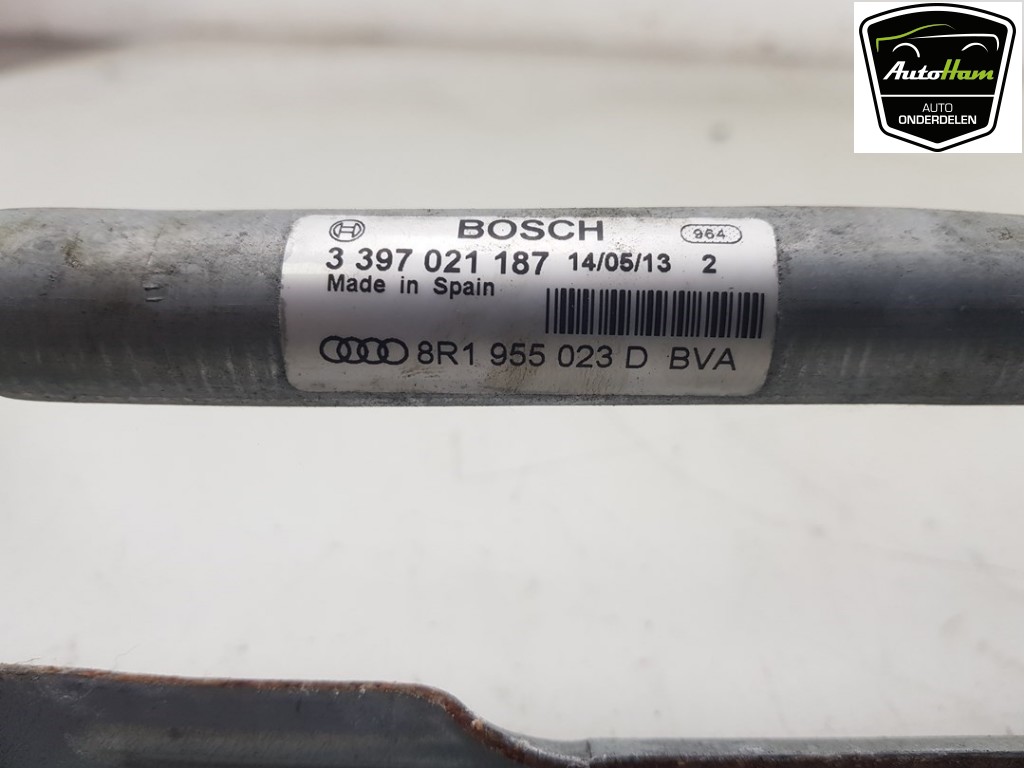 AutoHam
AUTO
ONDERDELEN
BOSCH 964
3 397 021 187 14/05/13 2
Made in Spain
8R1 955 023 D BVA